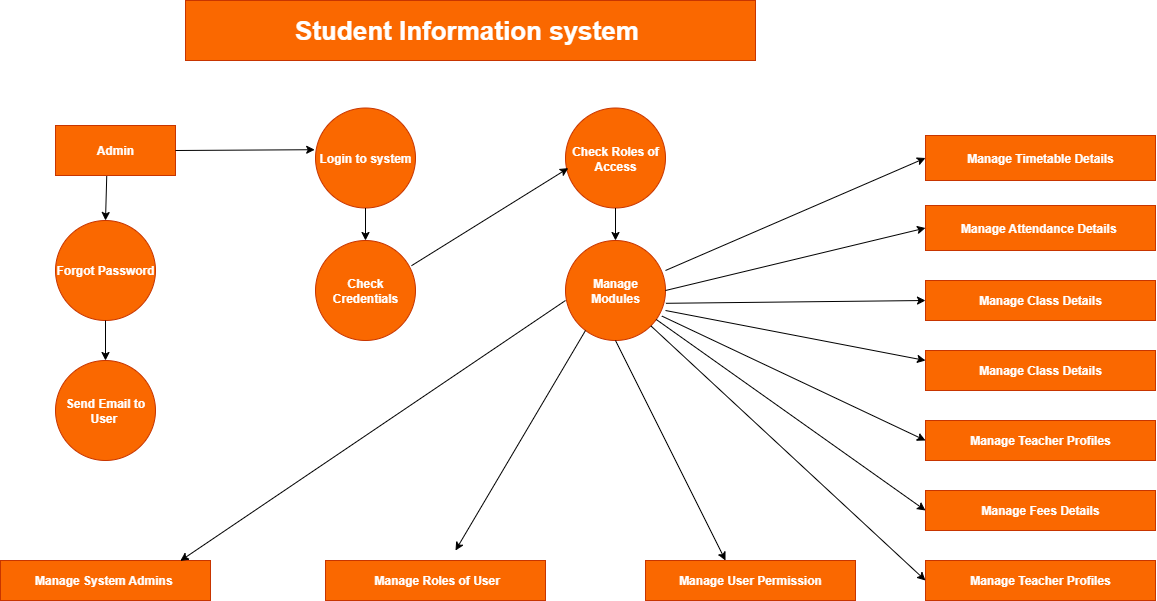 Student Information system
Admin
Login to system
Check Roles of
Access
Manage Timetable Details
Manage Attendance Details
Forgot Password
Check
Credentials
Manage
Modules
Manage Class Details
Manage Class Details
Send Email to
User
Manage Teacher Profiles
Manage Fees Details
Manage System Admins
Manage Roles of User
Manage User Permission
Manage Teacher Profiles